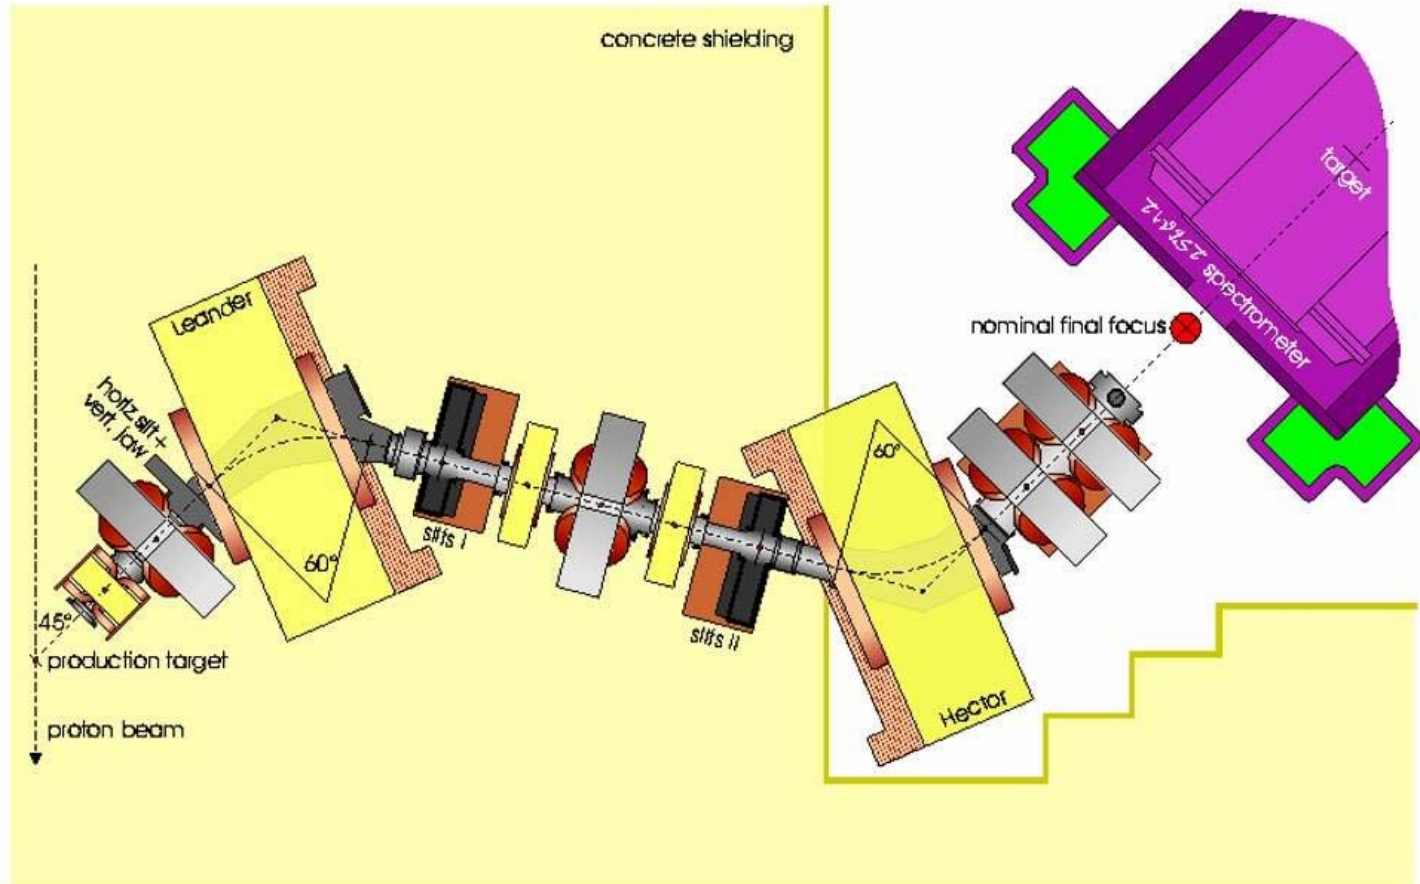 concrete shielding
target
spectrometer
nominal final focus
Leander
horiz.slit+
vert. jaw
60°
slits I
60°
slits II
45°
production target
Hector
proton beam